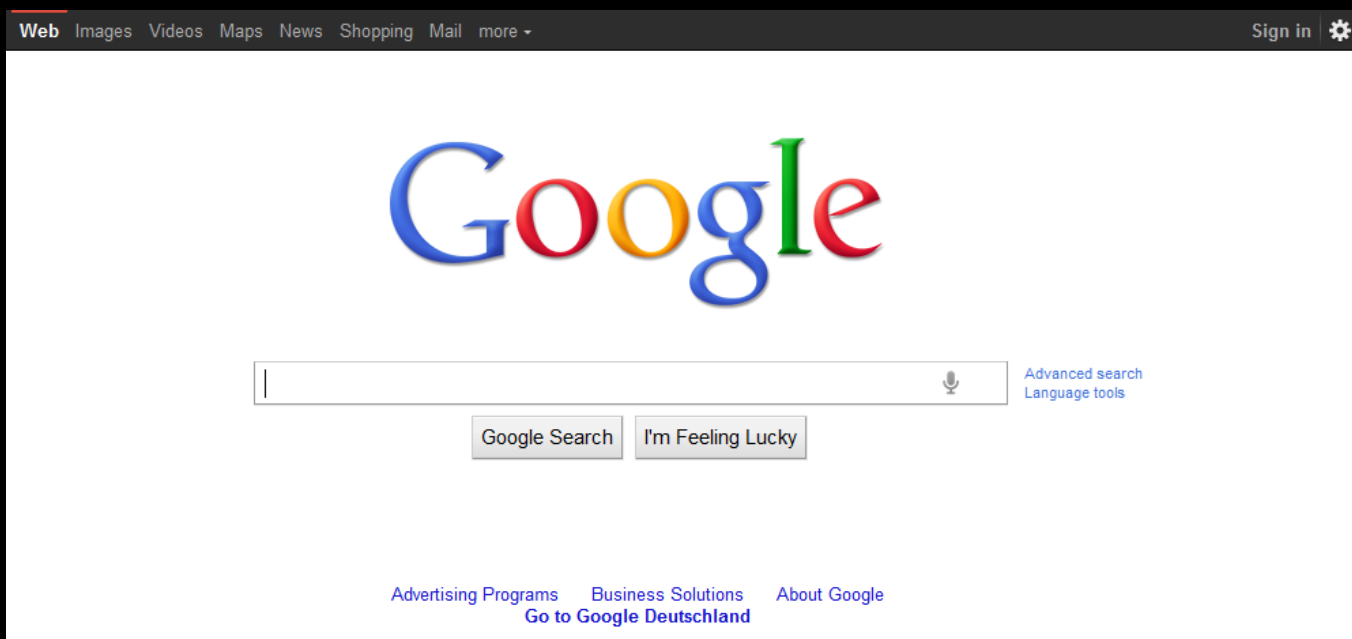 Web Images Videos Maps News Shopping Mail more Sign in
Google
Advanced search
Language tools
Google Search I'm Feeling Lucky
Advertising Programs Business Solutions About Google
Go to Google Deutschland